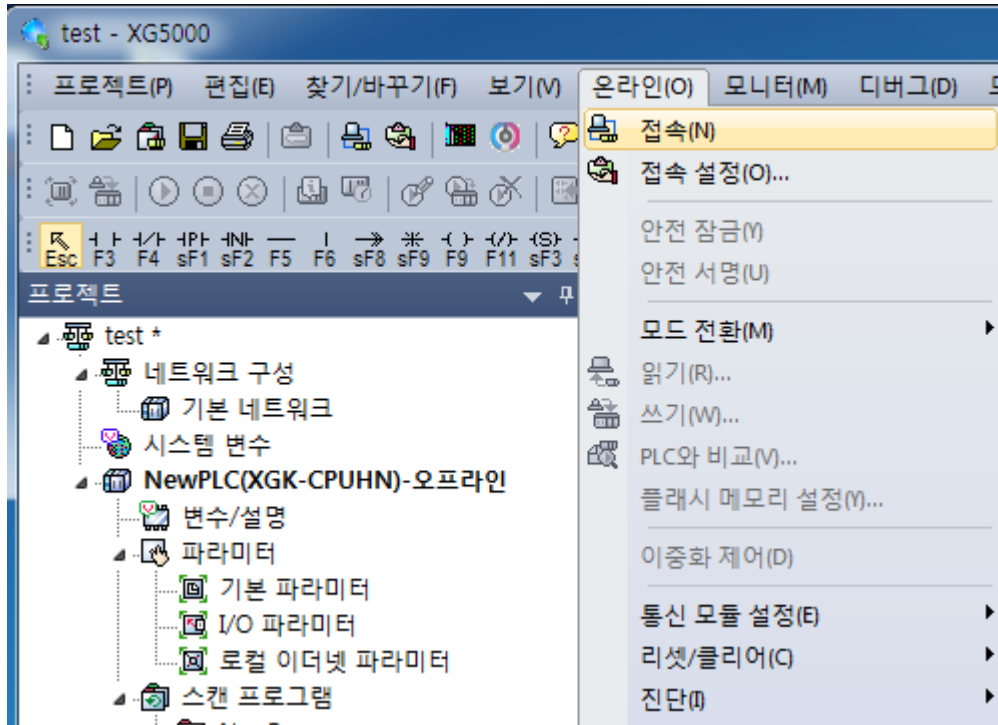 test - XG5000
프로젝트(P) 편집(E) 찾기/바꾸기(F) 보기(V) 온라인(O) 모니터(M) 디버그(D)
접속(N)
접속 설정(O)...
안전 잠금(Y)
안전 서명(U)
모드 전환(M)
읽기(R)...
쓰기(W)...
PLC와 비교(V)...
플래시 메모리 설정(Y)...
이중화 제어(D)
통신 모듈 설정(E)
리셋/클리어(C)
진단(I)
Esc F3 F4 sF1 sF2 F5 F6 sF8 sF9 F9 F11 sF3
프로젝트
test *
네트워크 구성
기본 네트워크
시스템 변수
NewPLC(XGK-CPUHN)-오프라인
변수/설명
파라미터
기본 파라미터
I/O 파라미터
로컬 이더넷 파라미터
스캔 프로그램